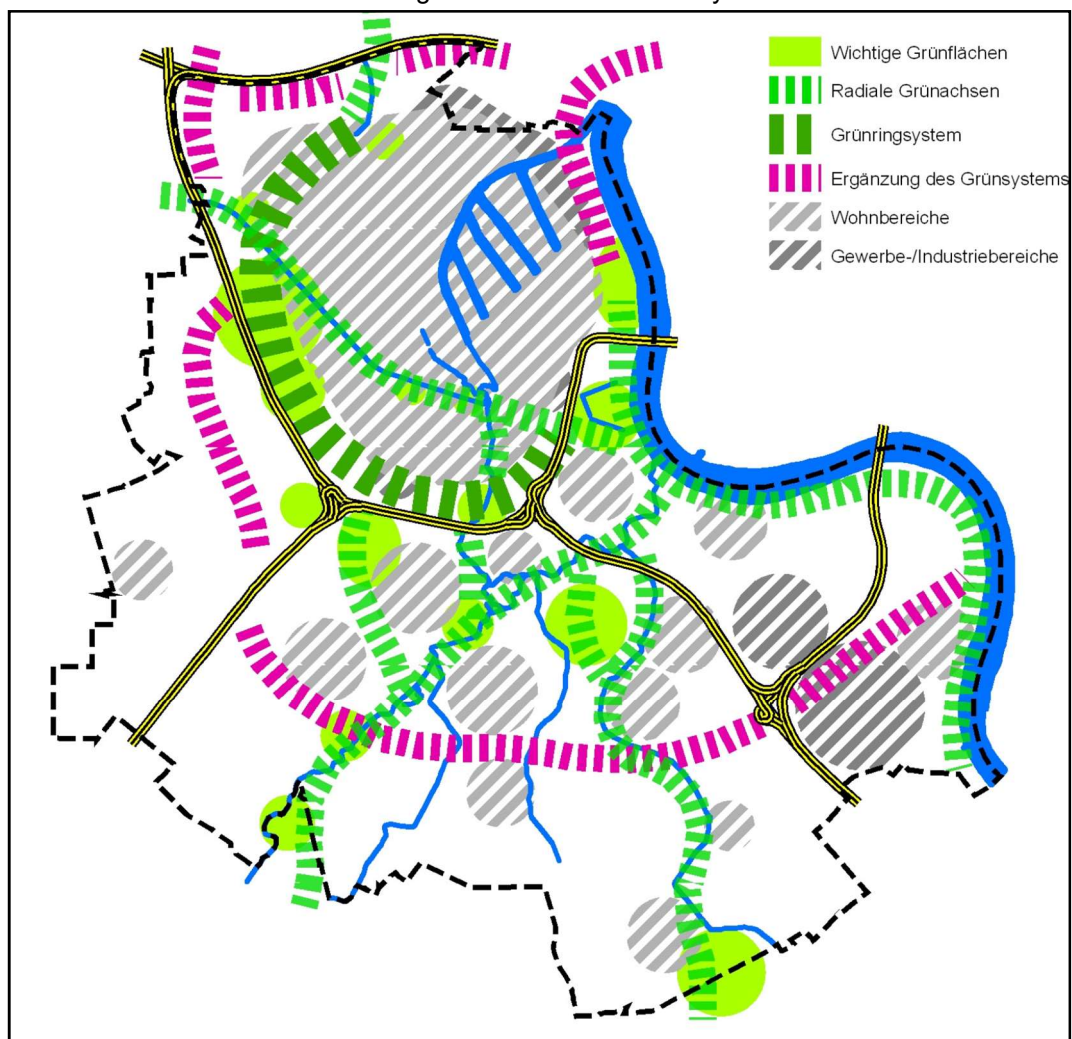 Wichtige Grünflächen
Radiale Grünachsen
Grünringsystem
Ergänzung des Grünsystems
Wohnbereiche
Gewerbe-/Industriebereiche